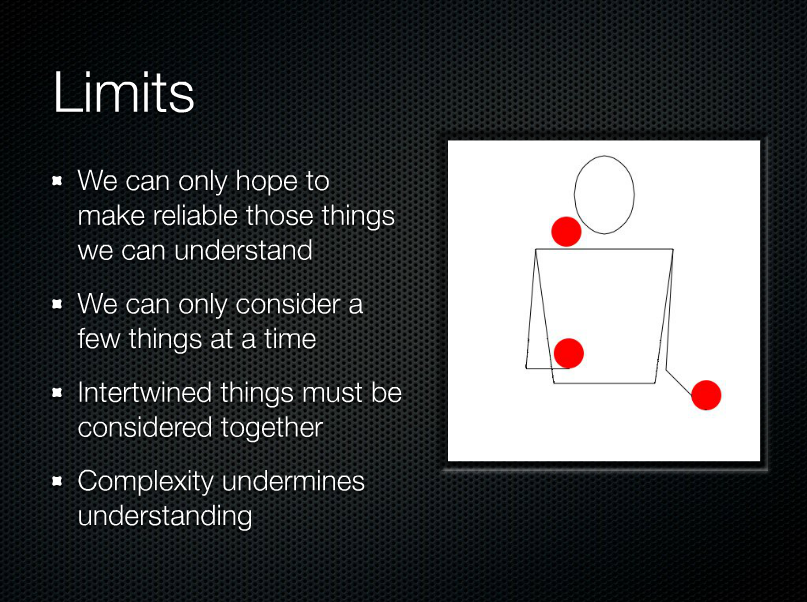 Limits
We can only hope to
make reliable those things
we can understand
We can only consider a
few things at a time
Intertwined things must be
considered together
Complexity undermines
understanding